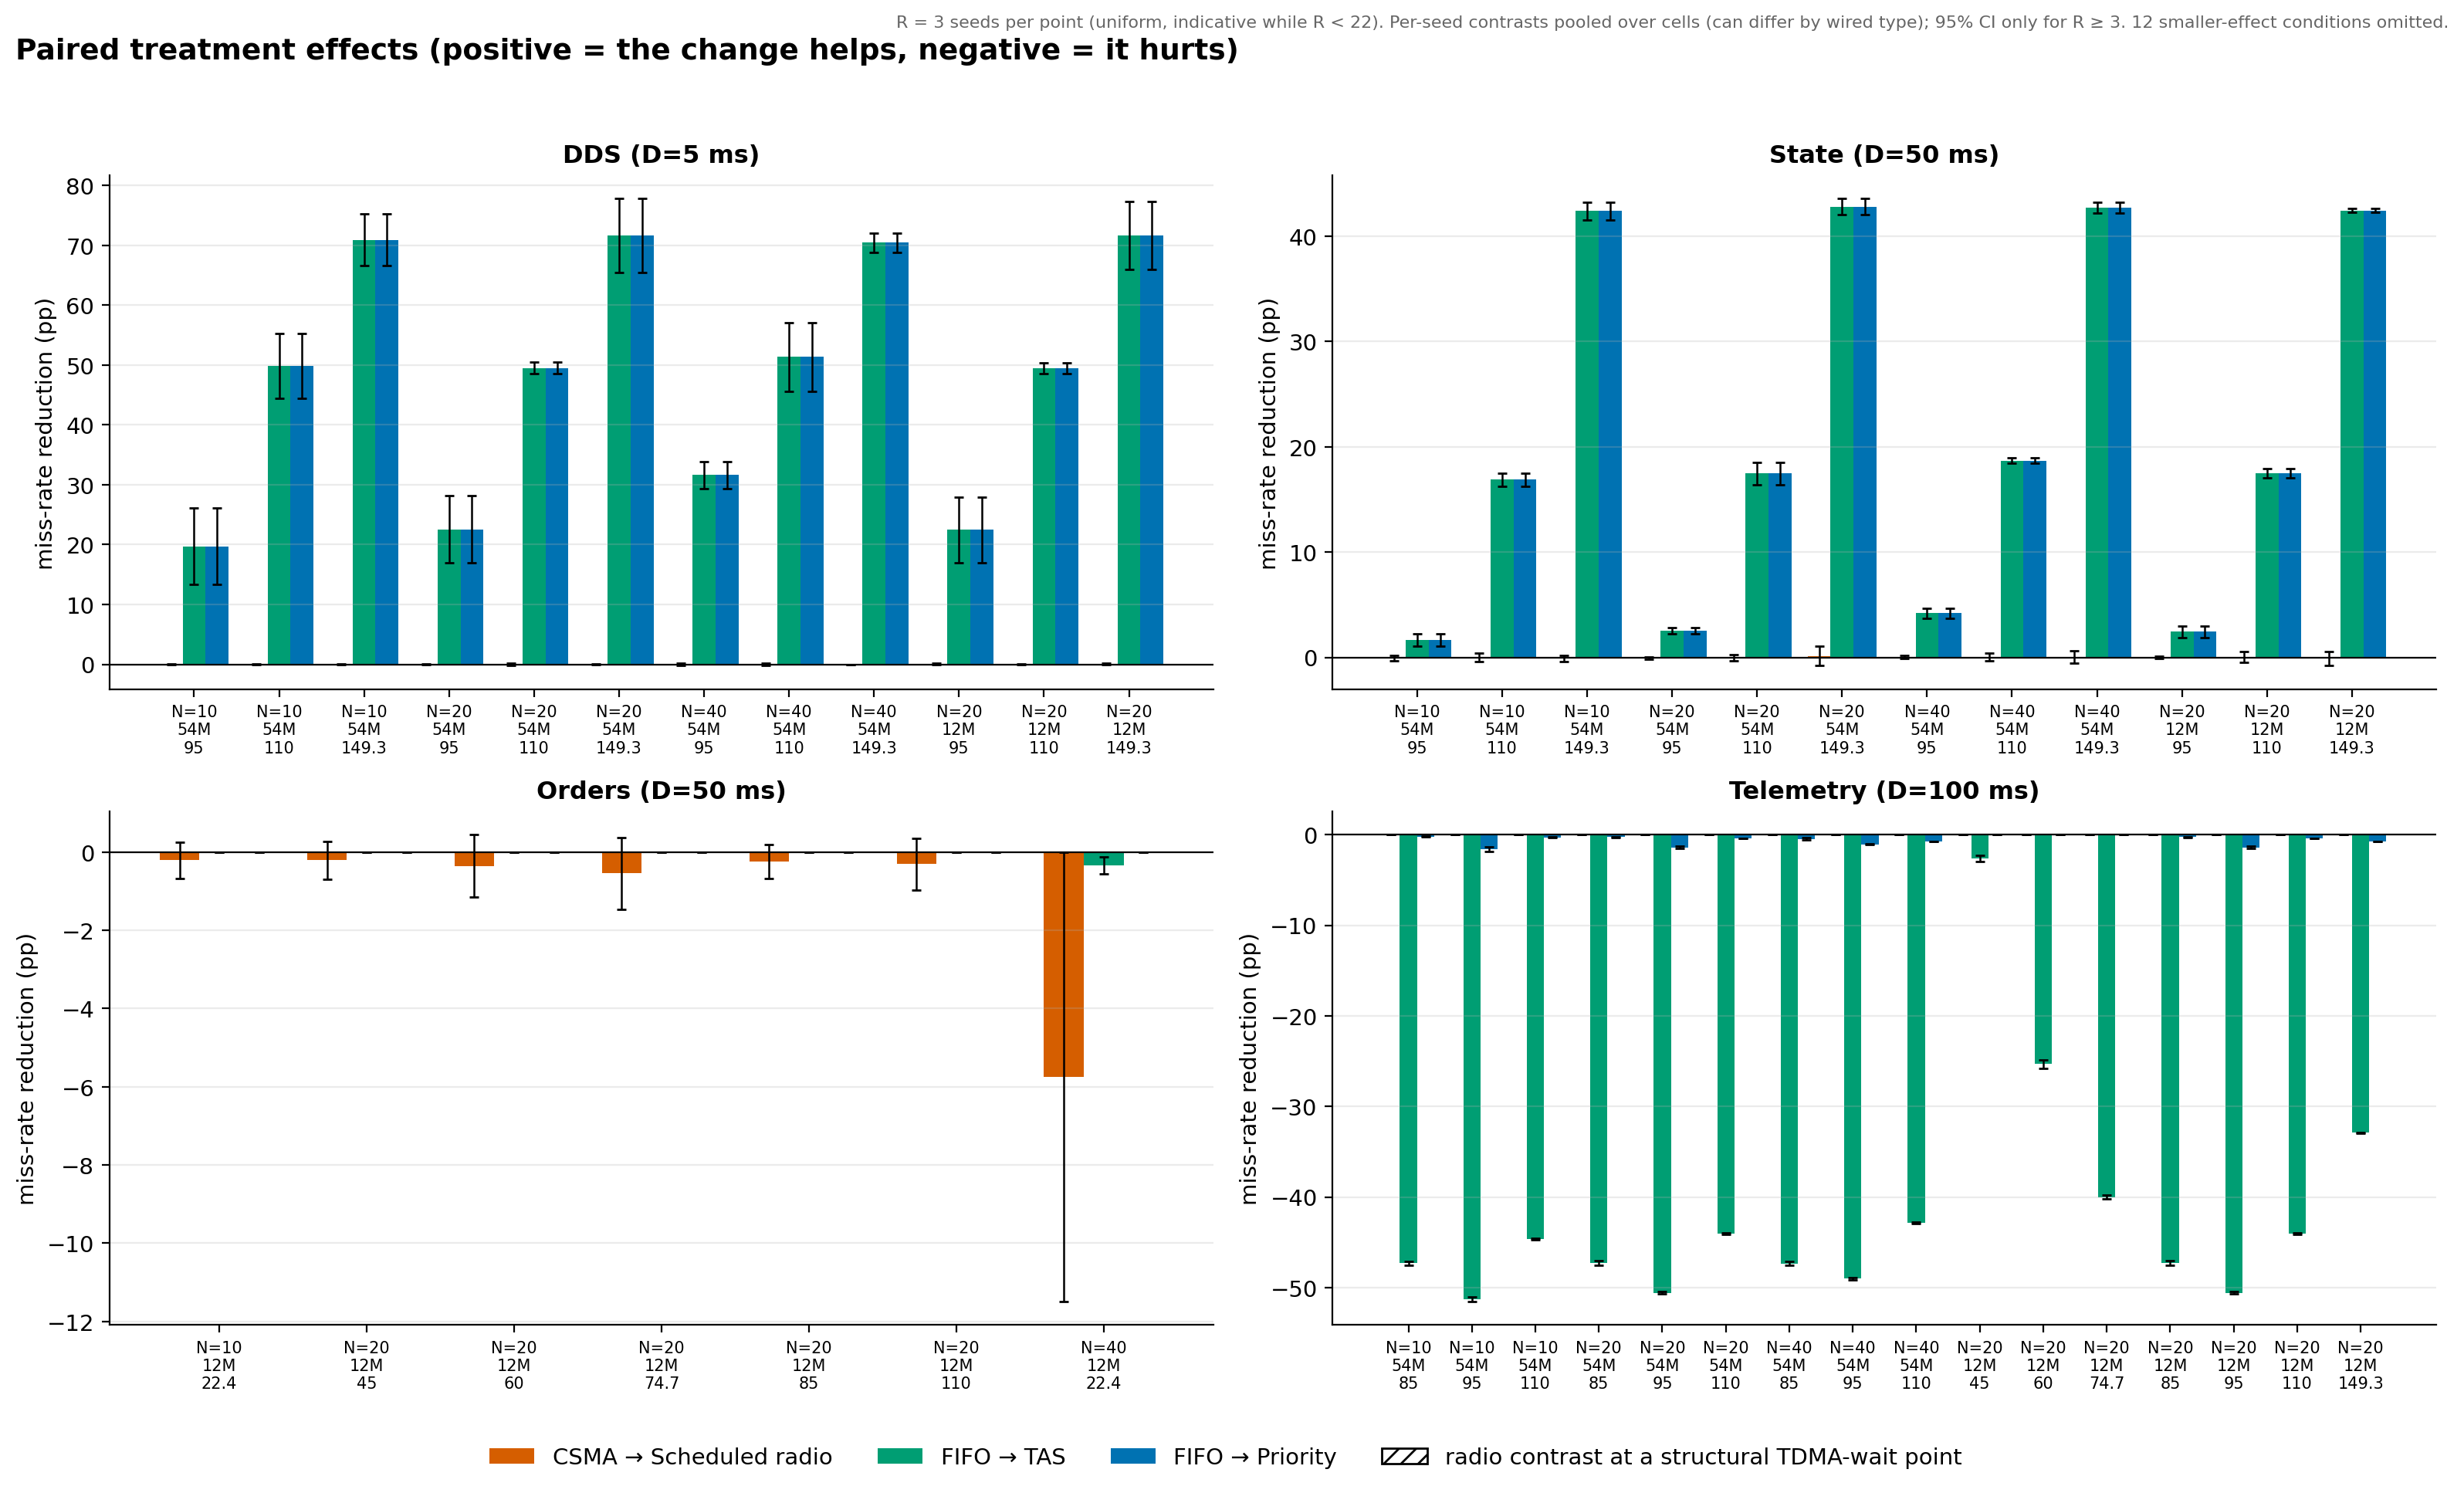 R = 3 seeds per point (uniform, indicative while R < 22). Per-seed contrasts pooled over cells (can differ by wired type); 95% CI only for R ≥ 3. 12 smaller-effect conditions omitted.
Paired treatment effects (positive = the change helps, negative = it hurts)
DDS (D=5 ms)
miss-rate reduction (pp)
80
70
60
50
40
30
20
10
0
N=10 N=10 N=10 N=20 N=20 N=20 N=40 N=40 N=40 N=20 N=20 N=20
54M 54M 54M 54M 54M 54M 54M 54M 54M 12M 12M 12M
95 110 149.3 95 110 149.3 95 110 149.3 95 110 149.3
State (D=50 ms)
miss-rate reduction (pp)
40
30
20
10
0
N=10 N=10 N=10 N=20 N=20 N=20 N=40 N=40 N=40 N=20 N=20 N=20
54M 54M 54M 54M 54M 54M 54M 54M 54M 12M 12M 12M
95 110 149.3 95 110 149.3 95 110 149.3 95 110 149.3
Orders (D=50 ms)
miss-rate reduction (pp)
0
−2
−4
−6
−8
−10
−12
N=10 N=20 N=20 N=20 N=20 N=20 N=40
12M 12M 12M 12M 12M 12M 12M
22.4 45 60 74.7 85 110 22.4
Telemetry (D=100 ms)
miss-rate reduction (pp)
0
−10
−20
−30
−40
−50
N=10 N=10 N=10 N=20 N=20 N=20 N=40 N=40 N=40 N=20 N=20 N=20 N=20 N=20 N=20 N=20
54M 54M 54M 54M 54M 54M 54M 54M 54M 12M 12M 12M 12M 12M 12M 12M
85 95 110 85 95 110 85 95 110 45 60 74.7 85 95 110 149.3
CSMA → Scheduled radio
FIFO → TAS
FIFO → Priority
radio contrast at a structural TDMA-wait point